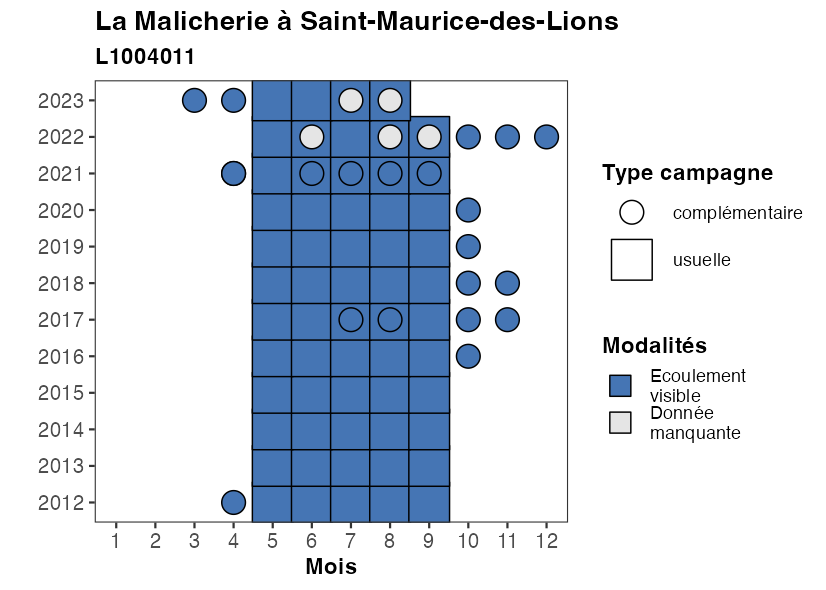 La Malicherie à Saint-Maurice-des-Lions
L1004011
2023
2022
2021
2020
2019
2018
2017
2016
2015
2014
2013
2012
1 2 3 4 5 6 7 8 9 10 11 12
Mois
Type campagne
complémentaire
usuelle
Modalités
Ecoulement
visible
Donnée
manquante